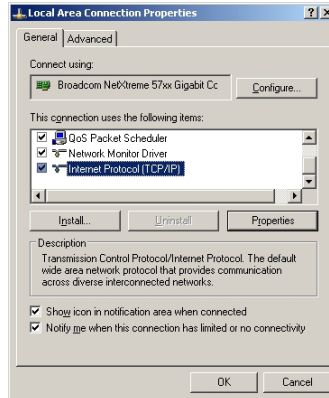 Local Area Connection Properties
General Advanced
Connect using:
Broadcom NetXtreme 57xx Gigabit Cc
Configure...
This connection uses the following items:
QoS Packet Scheduler
Network Monitor Driver
Internet Protocol (TCP/IP)
Install... Uninstall Properties
Description
Transmission Control Protocol/Internet Protocol. The default
wide area network protocol that provides communication
across diverse interconnected networks.
Show icon in notification area when connected
Notify me when this connection has limited or no connectivity
OK Cancel